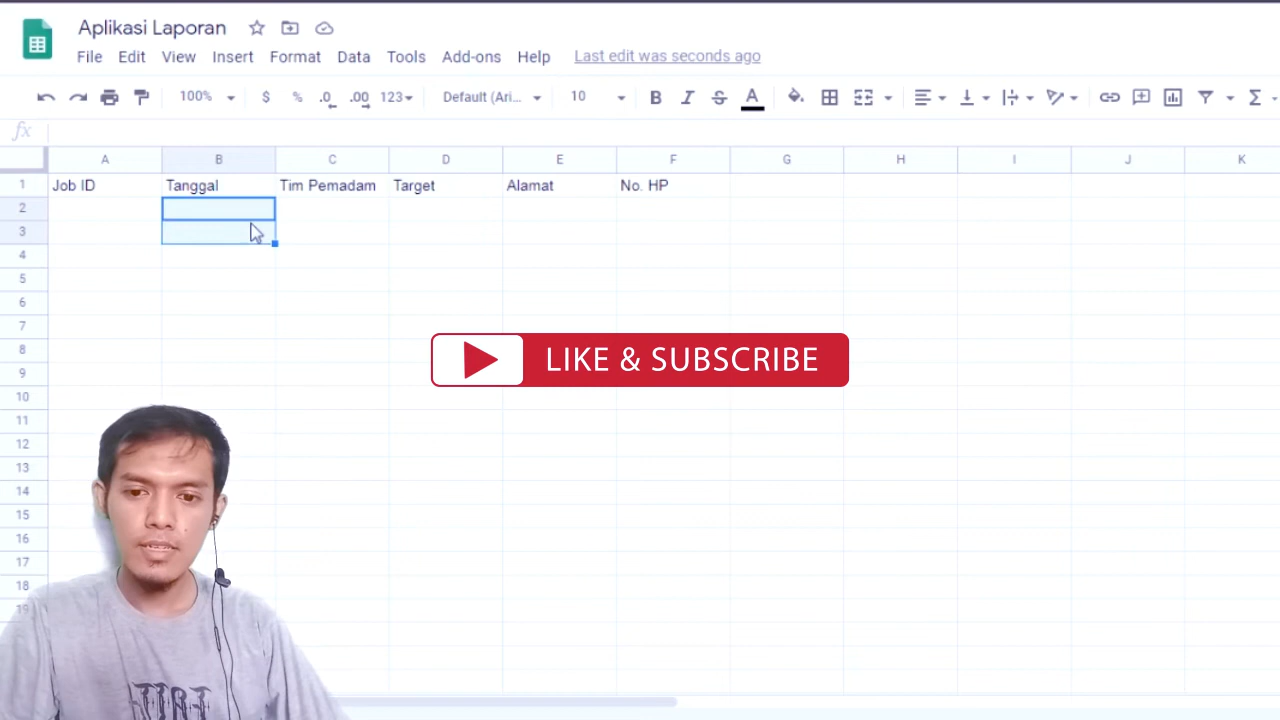 Aplikasi Laporan
File Edit View Insert Format Data Tools Add-ons Help Last edit was seconds ago
100% $ % .0 .00 123 Default (Ari... 10 B I S A Σ
fx
A B C D E F G H I J K
1 Job ID Tanggal Tim Pemadam Target Alamat No. HP
2
3
4
5
6
7
8
9
10
11
12
13
14
15
16
17
18
19
LIKE & SUBSCRIBE